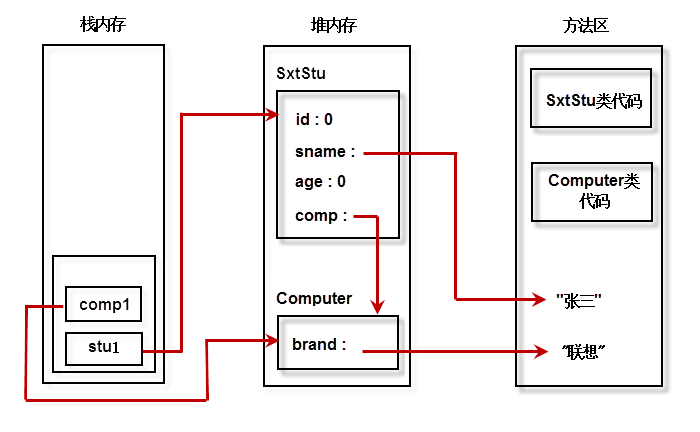 栈内存
堆内存
方法区
SxtStu
id : 0
sname :
age : 0
comp :
Computer
brand :
comp1
stu1
SxtStu类代码
Computer类
代码
"张三"
"联想"